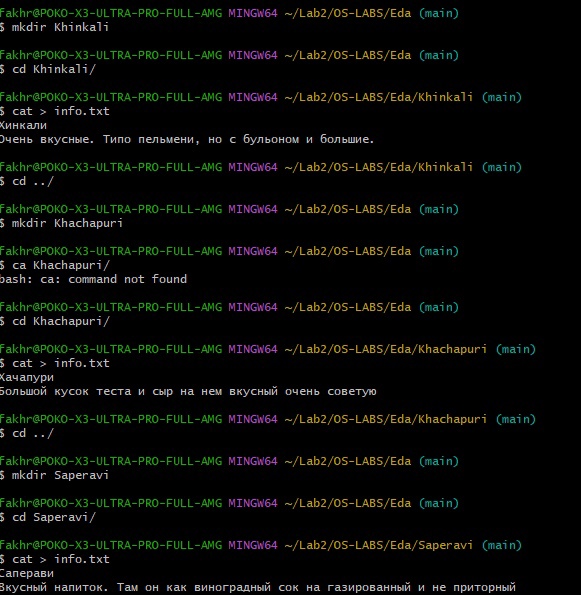 fakhr@POKO-X3-ULTRA-PRO-FULL-AMG MINGW64 ~/Lab2/OS-LABS/Eda (main)
$ mkdir Khinkali
fakhr@POKO-X3-ULTRA-PRO-FULL-AMG MINGW64 ~/Lab2/OS-LABS/Eda (main)
$ cd Khinkali/
fakhr@POKO-X3-ULTRA-PRO-FULL-AMG MINGW64 ~/Lab2/OS-LABS/Eda/Khinkali (main)
$ cat > info.txt
Хинкали
Очень вкусные. Типо пельмени, но с бульоном и большие.
fakhr@POKO-X3-ULTRA-PRO-FULL-AMG MINGW64 ~/Lab2/OS-LABS/Eda/Khinkali (main)
$ cd ../
fakhr@POKO-X3-ULTRA-PRO-FULL-AMG MINGW64 ~/Lab2/OS-LABS/Eda (main)
$ mkdir Khachapuri
fakhr@POKO-X3-ULTRA-PRO-FULL-AMG MINGW64 ~/Lab2/OS-LABS/Eda (main)
$ ca Khachapuri/
bash: ca: command not found
fakhr@POKO-X3-ULTRA-PRO-FULL-AMG MINGW64 ~/Lab2/OS-LABS/Eda (main)
$ cd Khachapuri/
fakhr@POKO-X3-ULTRA-PRO-FULL-AMG MINGW64 ~/Lab2/OS-LABS/Eda/Khachapuri (main)
$ cat > info.txt
Хачапури
Большой кусок теста и сыр на нем вкусный очень советую
fakhr@POKO-X3-ULTRA-PRO-FULL-AMG MINGW64 ~/Lab2/OS-LABS/Eda/Khachapuri (main)
$ cd ../
fakhr@POKO-X3-ULTRA-PRO-FULL-AMG MINGW64 ~/Lab2/OS-LABS/Eda (main)
$ mkdir Saperavi
fakhr@POKO-X3-ULTRA-PRO-FULL-AMG MINGW64 ~/Lab2/OS-LABS/Eda (main)
$ cd Saperavi/
fakhr@POKO-X3-ULTRA-PRO-FULL-AMG MINGW64 ~/Lab2/OS-LABS/Eda/Saperavi (main)
$ cat > info.txt
Саперави
Вкусный напиток. Там он как виноградный сок на газированный и не приторный